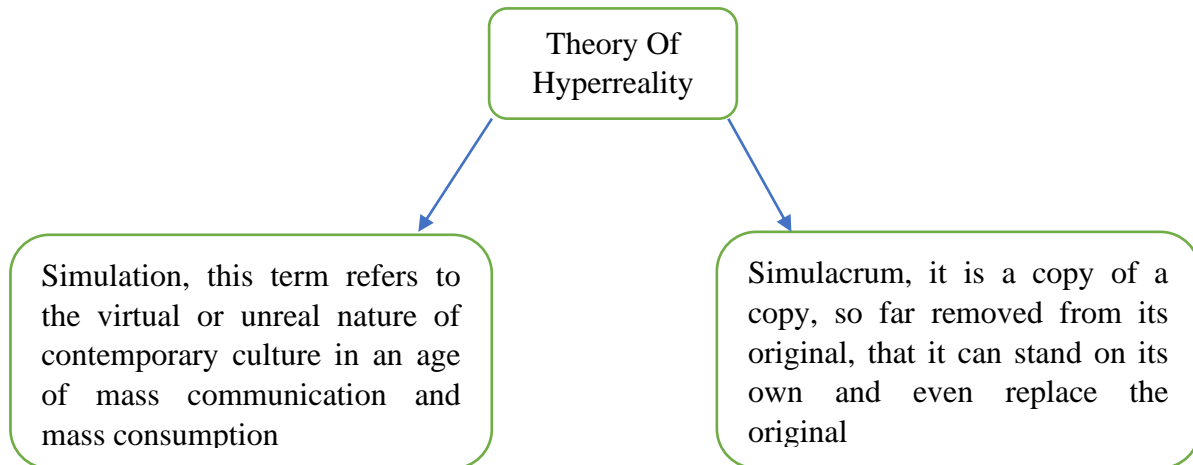 Theory Of
Hyperreality
Simulation, this term refers to
the virtual or unreal nature of
contemporary culture in an age
of mass communication and
mass consumption
Simulacrum, it is a copy of a
copy, so far removed from its
original, that it can stand on its
own and even replace the
original